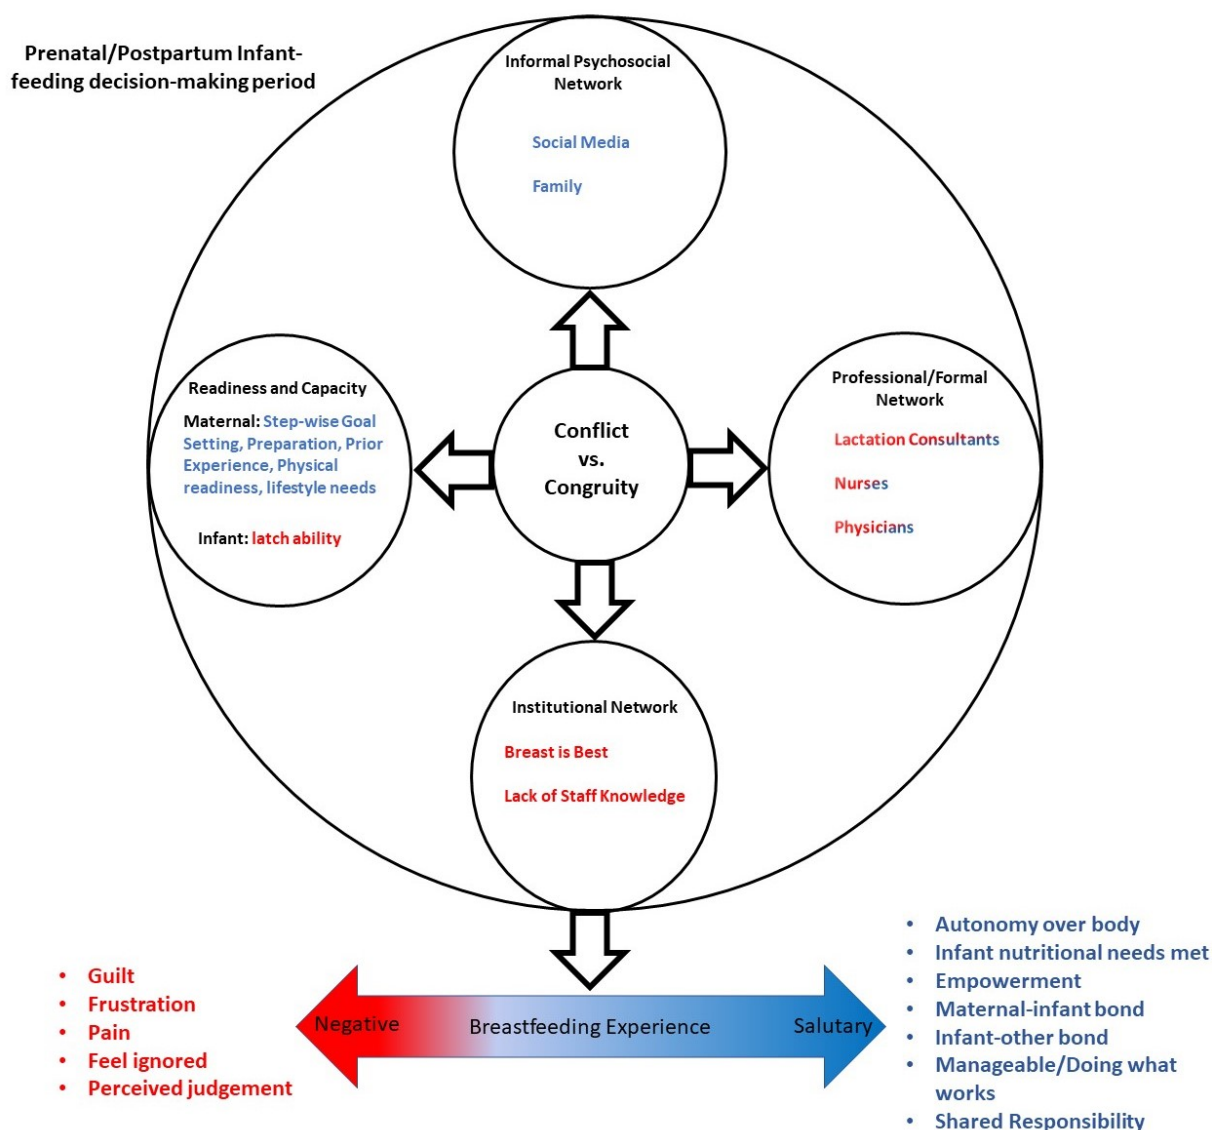 Prenatal/Postpartum Infant-
feeding decision-making period
Informal Psychosocial
Network
Social Media
Family
Readiness and Capacity
Maternal: Step-wise Goal
Setting, Preparation, Prior
Experience, Physical
readiness, lifestyle needs
Infant: latch ability
Conflict
vs.
Congruity
Professional/Formal
Network
Lactation Consultants
Nurses
Physicians
Institutional Network
Breast is Best
Lack of Staff Knowledge
• Guilt
• Frustration
• Pain
• Feel ignored
• Perceived judgement
Negative
Breastfeeding Experience
Salutary
• Autonomy over body
• Infant nutritional needs met
• Empowerment
• Maternal-infant bond
• Infant-other bond
• Manageable/Doing what
works
• Shared Responsibility